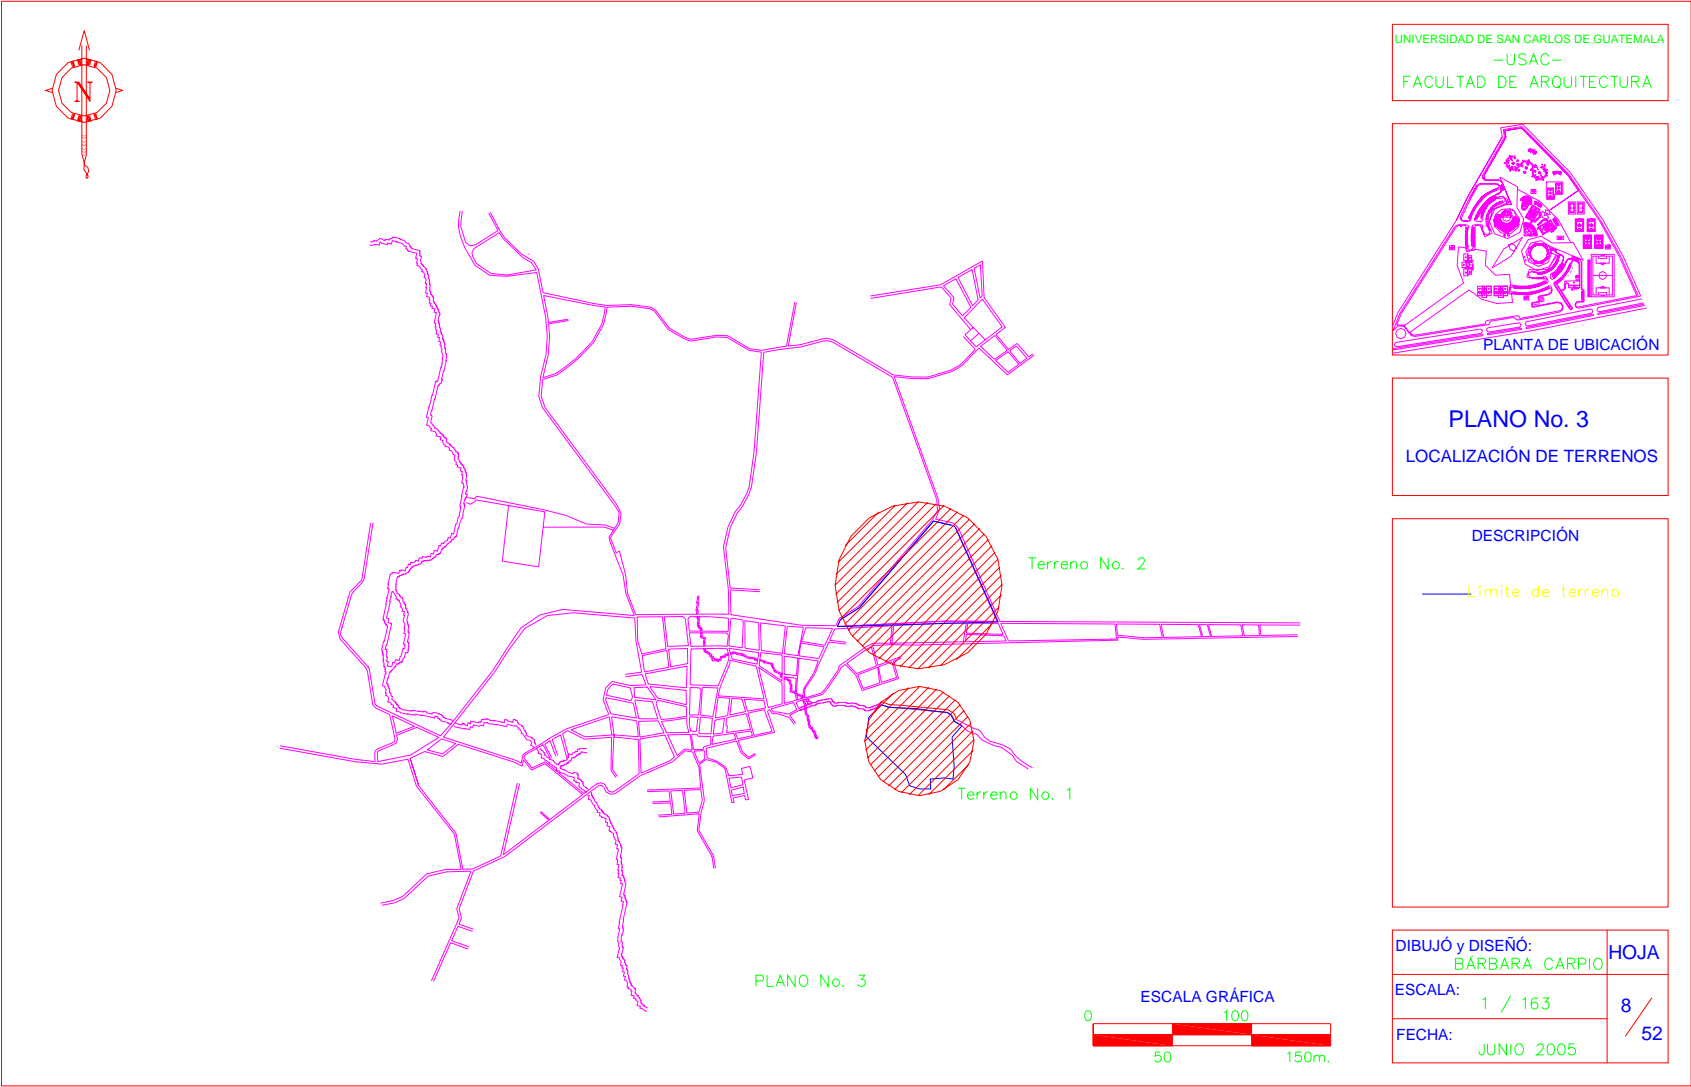 N
UNIVERSIDAD DE SAN CARLOS DE GUATEMALA
-USAC-
FACULTAD DE ARQUITECTURA
PLANTA DE UBICACIÓN
PLANO No. 3
LOCALIZACIÓN DE TERRENOS
DESCRIPCIÓN
Límite de terreno
Terreno No. 2
Terreno No. 1
PLANO No. 3
ESCALA GRÁFICA
0 100
50 150m.
DIBUJÓ y DISEÑÓ:
BÁRBARA CARPIO
HOJA
ESCALA:
1 / 163
8 / 52
FECHA:
JUNIO 2005